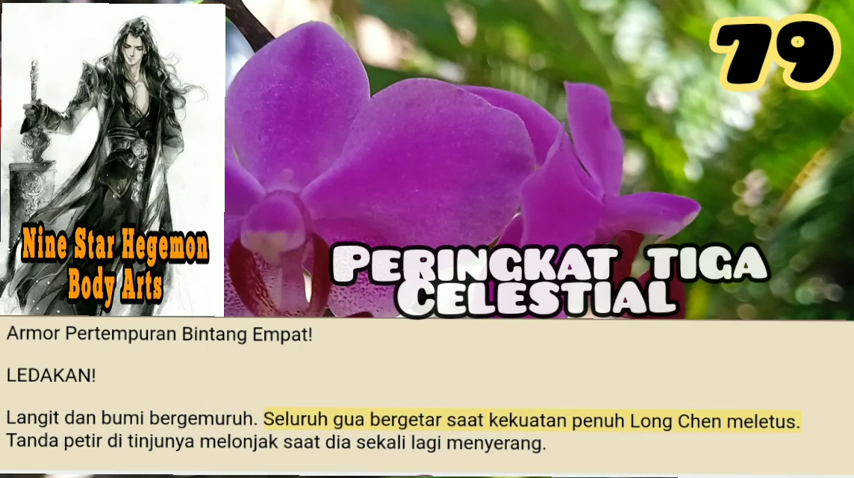 79
Nine Star Hegemon
Body Arts
PERINGKAT TIGA
CELESTIAL
Armor Pertempuran Bintang Empat!
LEDAKAN!
Langit dan bumi bergemuruh. Seluruh gua bergetar saat kekuatan penuh Long Chen meletus.
Tanda petir di tinjunya melonjak saat dia sekali lagi menyerang.